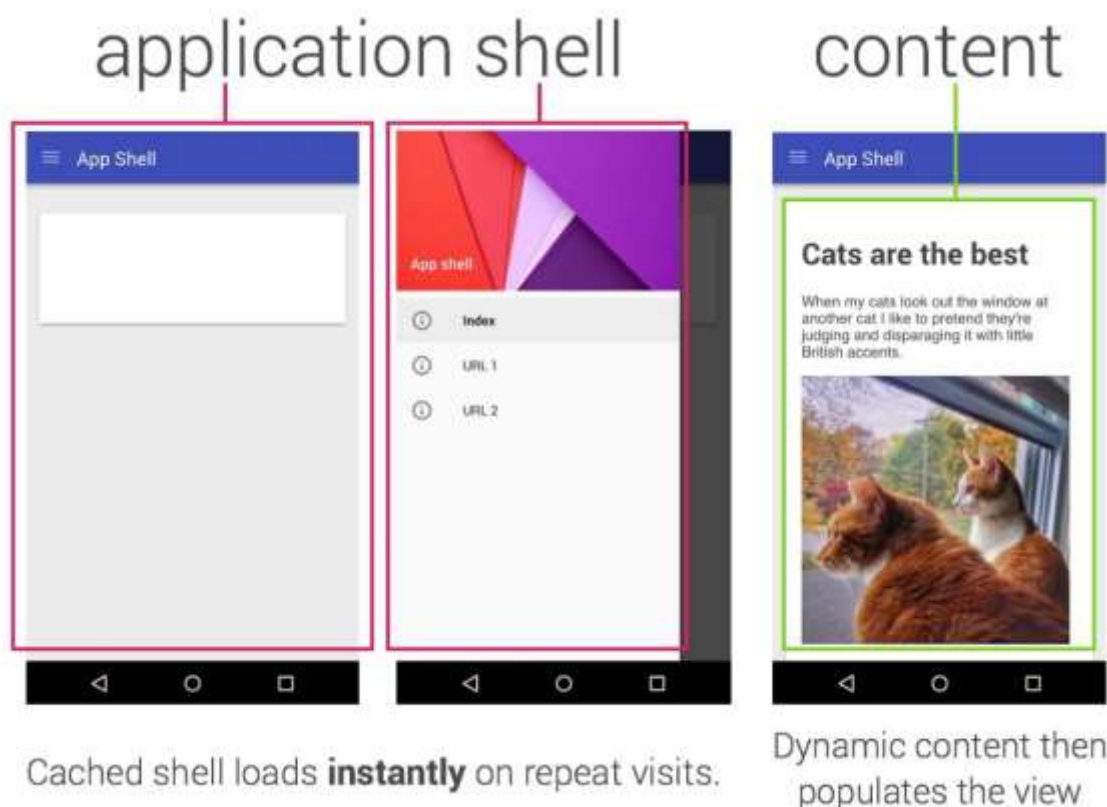 application shell
content
App Shell
App shell
Index
URL 1
URL 2
App Shell
Cats are the best
When my cats look out the window at
another cat I like to pretend they're
judging and disparaging it with little
British accents.
Cached shell loads instantly on repeat visits.
Dynamic content then
populates the view